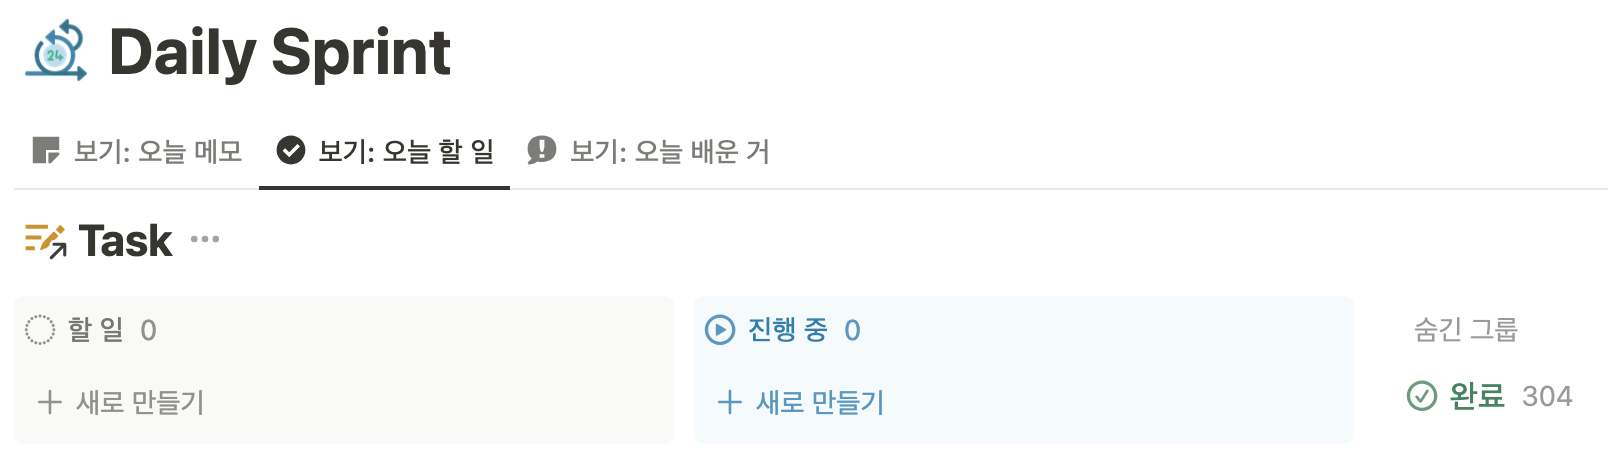 24
Daily Sprint
보기: 오늘 메모 보기: 오늘 할 일 보기: 오늘 배운 거
Task
할 일 0 진행 중 0 숨긴 그룹
새로 만들기 새로 만들기 완료 304